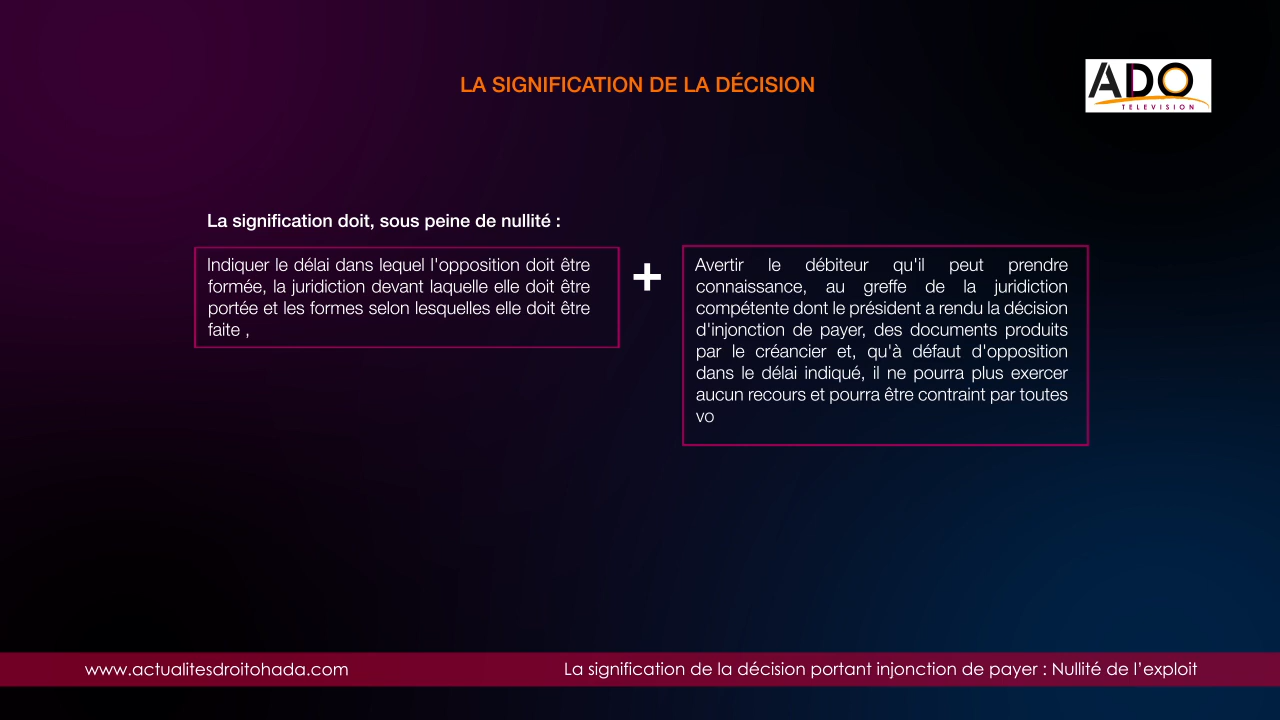 LA SIGNIFICATION DE LA DÉCISION
ADO
TELEVISION
La signification doit, sous peine de nullité :
Indiquer le délai dans lequel l'opposition doit être
formée, la juridiction devant laquelle elle doit être
portée et les formes selon lesquelles elle doit être
faite ,
+
Avertir le débiteur qu'il peut prendre
connaissance, au greffe de la juridiction
compétente dont le président a rendu la décision
d'injonction de payer, des documents produits
par le créancier et, qu'à défaut d'opposition
dans le délai indiqué, il ne pourra plus exercer
aucun recours et pourra être contraint par toutes
vo
www.actualitesdroitohada.com
La signification de la décision portant injonction de payer : Nullité de l’exploit